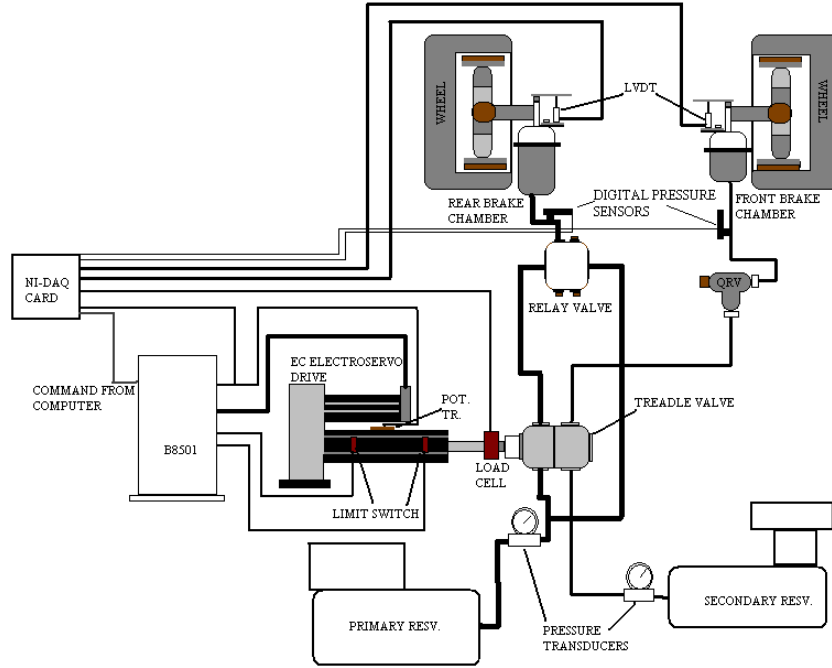 WHEEL
WHEEL
LVDT
REAR BRAKE
CHAMBER
DIGITAL PRESSURE
SENSORS
FRONT BRAKE
CHAMBER
NI-DAQ
CARD
QRV
RELAY VALVE
EC ELECTROSERVO
DRIVE
COMMAND FROM
COMPUTER
POT.
TR.
TREADLE VALVE
B8501
LOAD
CELL
LIMIT SWITCH
PRIMARY RESV.
PRESSURE
TRANSDUCERS
SECONDARY RESV.